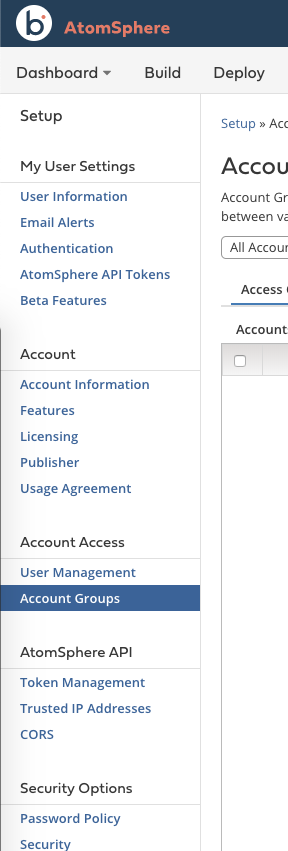 b AtomSphere
Dashboard Build Deploy
Setup
My User Settings
User Information
Email Alerts
Authentication
AtomSphere API Tokens
Beta Features
Account
Account Information
Features
Licensing
Publisher
Usage Agreement
Account Access
User Management
Account Groups
AtomSphere API
Token Management
Trusted IP Addresses
CORS
Security Options
Password Policy
Security
Setup » Acc
Accou
Account Gr
between va
All Accour
Access
Account